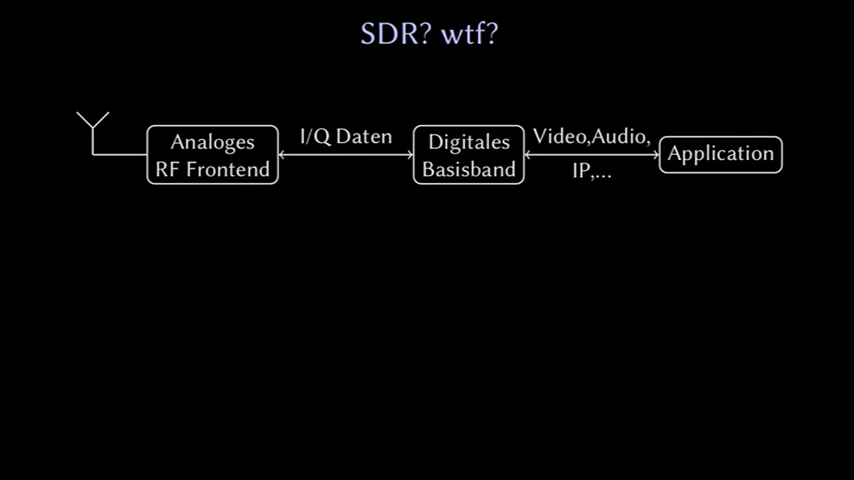 SDR? wtf?
Analoges
RF Frontend
I/Q Daten
Digitales
Basisband
Video,Audio,
IP,...
Application